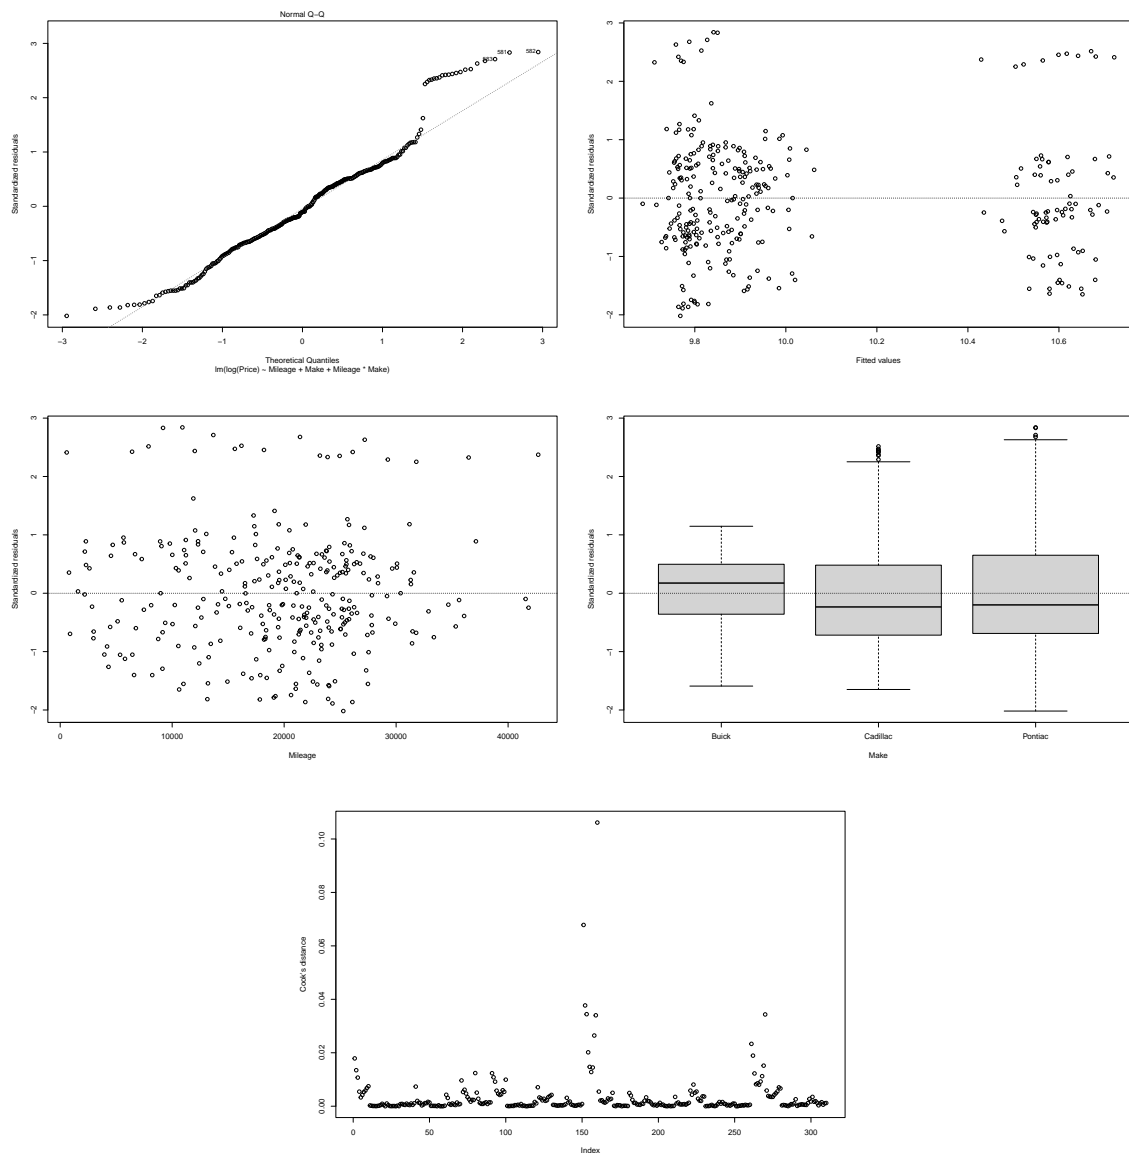 Normal Q−Q
Standardized residuals
3
2
1
0
−1
−2
581
582
583
−3 −2 −1 0 1 2 3
Theoretical Quantiles
lm(log(Price) ~ Mileage + Make + Mileage * Make)
Standardized residuals
3
2
1
0
−1
−2
9.8 10.0 10.2 10.4 10.6
Fitted values
Standardized residuals
3
2
1
0
−1
−2
0 10000 20000 30000 40000
Mileage
Standardized residuals
3
2
1
0
−1
−2
Buick Cadillac Pontiac
Make
Cook's distance
0.10
0.08
0.06
0.04
0.02
0.00
0 50 100 150 200 250 300
Index